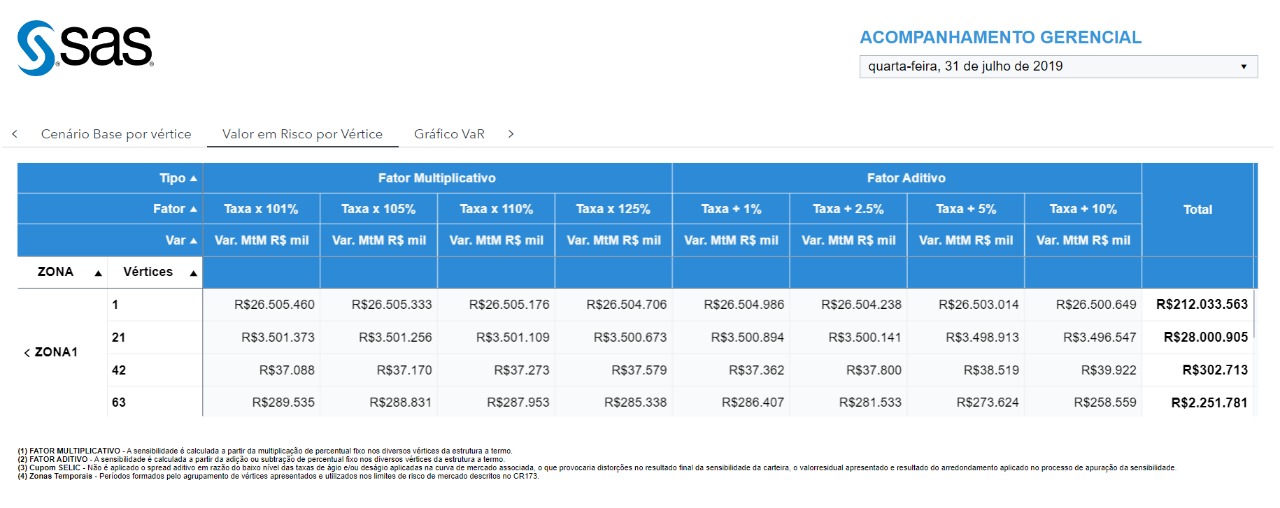 sas
ACOMPANHAMENTO GERENCIAL
quarta-feira, 31 de julho de 2019
Cenário Base por vértice Valor em Risco por Vértice Gráfico VaR
Tipo Fator Multiplicativo Fator Aditivo
Fator Taxa x 101% Taxa x 105% Taxa x 110% Taxa x 125% Taxa + 1% Taxa + 2.5% Taxa + 5% Taxa + 10% Total
Var Var. MtM R$ mil Var. MtM R$ mil Var. MtM R$ mil Var. MtM R$ mil Var. MtM R$ mil Var. MtM R$ mil Var. MtM R$ mil Var. MtM R$ mil
ZONA Vértices
1 R$26.505.460 R$26.505.333 R$26.505.176 R$26.504.706 R$26.504.986 R$26.504.238 R$26.503.014 R$26.500.649 R$212.033.563
21 R$3.501.373 R$3.501.256 R$3.501.109 R$3.500.673 R$3.500.894 R$3.500.141 R$3.498.913 R$3.496.547 R$28.000.905
< ZONA1
42 R$37.088 R$37.170 R$37.273 R$37.579 R$37.362 R$37.800 R$38.519 R$39.922 R$302.713
63 R$289.535 R$288.831 R$287.953 R$285.338 R$286.407 R$281.533 R$273.624 R$258.559 R$2.251.781
(1) FATOR MULTIPLICATIVO - A sensibilidade é calculada a partir da multiplicação de percentual fixo nos diversos vértices da estrutura a termo.
(2) FATOR ADITIVO - A sensibilidade é calculada a partir da adição ou subtração de percentual fixo nos diversos vértices da estrutura a termo.
(3) Cupom SELIC - Não é aplicado o spread aditivo em razão do baixo nível das taxas de ágio e/ou deságio aplicadas na curva de mercado associada, o que provocaria distorções no resultado final da sensibilidade da carteira, o valorresidual apresentado e resultado do arredondamento aplicado no processo de apuração da sensibilidade.
(4) Zonas Temporais - Períodos formados pelo agrupamento de vértices apresentados e utilizados nos limites de risco de mercado descritos no CR173.